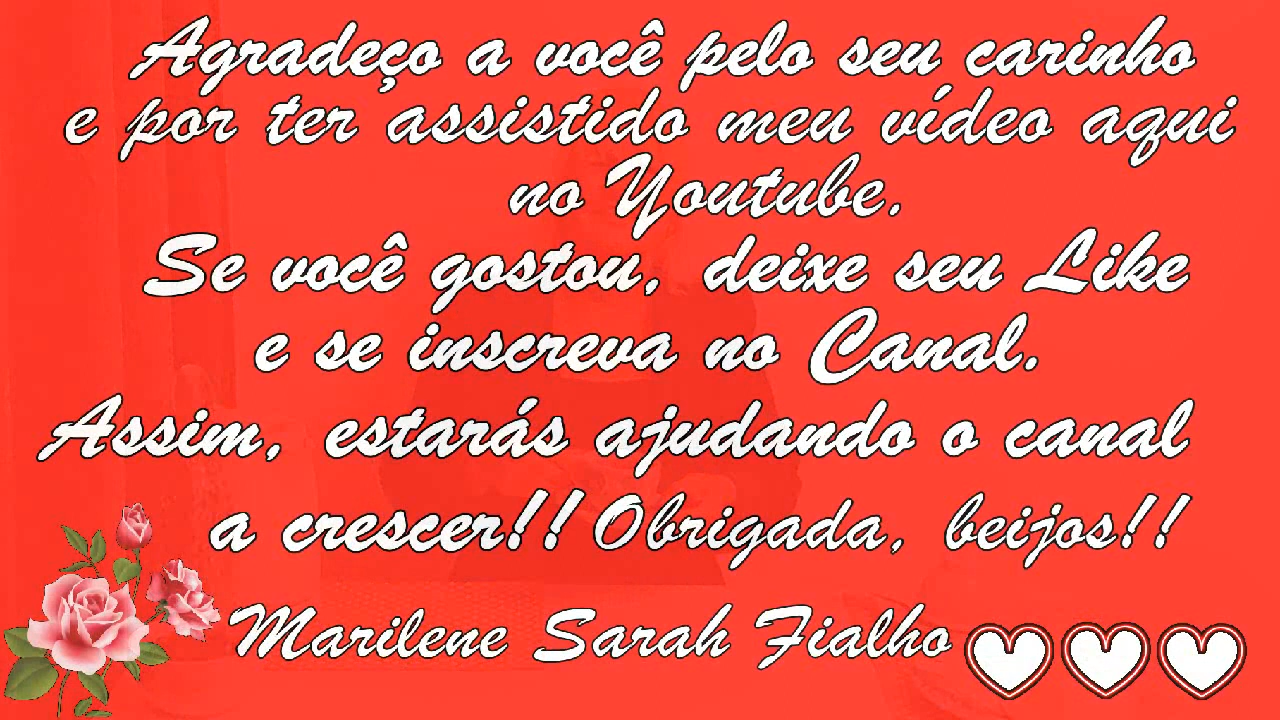 Agradeço a você pelo seu carinho
e por ter assistido meu vídeo aqui
no Youtube.
Se você gostou, deixe seu Like
e se inscreva no Canal.
Assim, estarás ajudando o canal
a crescer!! Obrigada, beijos!!
Marilene Sarah Fialho